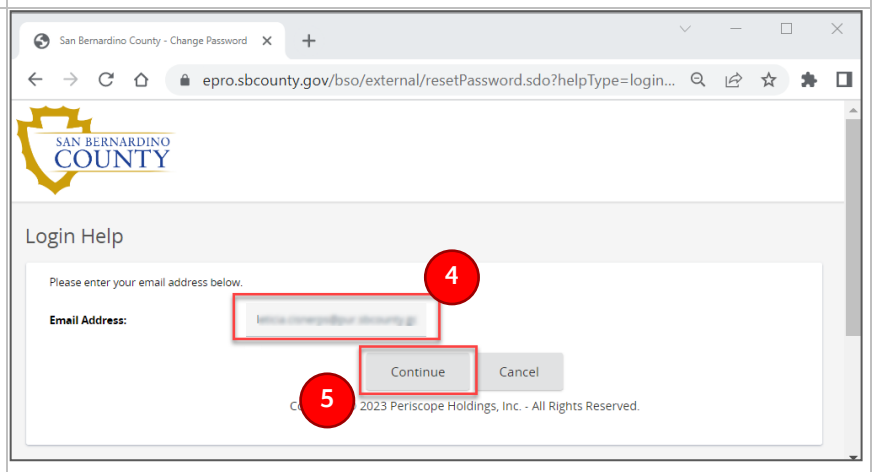 San Bernardino County - Change Password
epro.sbcounty.gov/bso/external/resetPassword.sdo?helpType=login...
SAN BERNARDINO
COUNTY
Login Help
Please enter your email address below.
4
Email Address:
Continue Cancel
5
2023 Periscope Holdings, Inc. - All Rights Reserved.